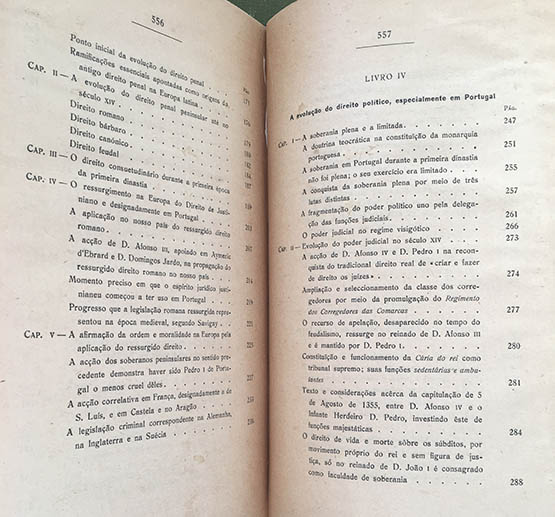 556
Ponto inicial da evolução do direito penal
Ramificações essenciais apontadas como origens do
antigo direito penal na Europa latina.
Pág.
171
CAP. II — A evolução do direito penal peninsular até ao
século XIV
Direito romano
Direito bárbaro
Direito canónico
Direito feudal
CAP. III — O direito consuetudinário durante a primeira época
da primeira dinastia
CAP. IV — O ressurgimento na Europa do Direito de Justi-
niano e designadamente em Portugal
A aplicação no nosso país do ressurgido direito
romano.
A acção de D. Afonso III, apoiado em Aymeric
d'Ebrard e D. Domingos Jardo, na propagação do
ressurgido direito romano no nosso país
Momento preciso em que o espírito jurídico justi-
nianeu começou a ter uso em Portugal
Progresso que a legislação romana ressurgida repre-
sentou na época medieval, segundo Savigny
CAP. V — A afirmação da ordem e moralidade na Europa pela
aplicação do ressurgido direito
A acção dos soberanos peninsulares no sentido pre-
cedente demonstra haver sido Pedro I de Portu-
gal o menos cruel dêles
A acção correlativa em França, designadamente a de
S. Luís, e em Castela e no Aragão
A legislação criminal correspondente na Alemanha,
na Inglaterra e na Suécia
557
LIVRO IV
A evolução do direito político, especialmente em Portugal
Pág.
CAP. I — A soberania plena e a limitada. 247
A doutrina teocrática na constituição da monarquia
portuguesa 251
A soberania em Portugal durante a primeira dinastia
não foi plena; o seu exercício era limitado 255
A conquista da soberania plena por meio de três
lutas distintas 257
A fragmentação do poder político uno pela delega-
ção das funções judiciais. 261
O poder judicial no regime visigótico 266
CAP. II — Evolução do poder judicial no século XIV 273
A acção de D. Afonso IV e D. Pedro I na recon-
quista do tradicional direito real de «criar e fazer
de direito os juízes» 274
Ampliação e seleccionamento da classe dos corre-
gedores por meio da promulgação do Regimento
dos Corregedores das Comarcas 277
O recurso de apelação, desaparecido no tempo do
feudalismo, ressurge no reinado de D. Afonso III
e é mantido por D. Pedro I. 280
Constituição e funcionamento da Cúria do rei como
tribunal supremo; suas funções sedentárias e ambu-
lantes 281
Texto e considerações acêrca da capitulação de 5
de Agosto de 1355, entre D. Afonso IV e o
Infante Herdeiro D. Pedro, investindo êste de
funções majestáticas 284
O direito de vida e morte sôbre os súbditos, por
movimento próprio do rei e sem figura de jus-
tiça, só no reinado de D. João I é consagrado
como faculdade de soberania 288